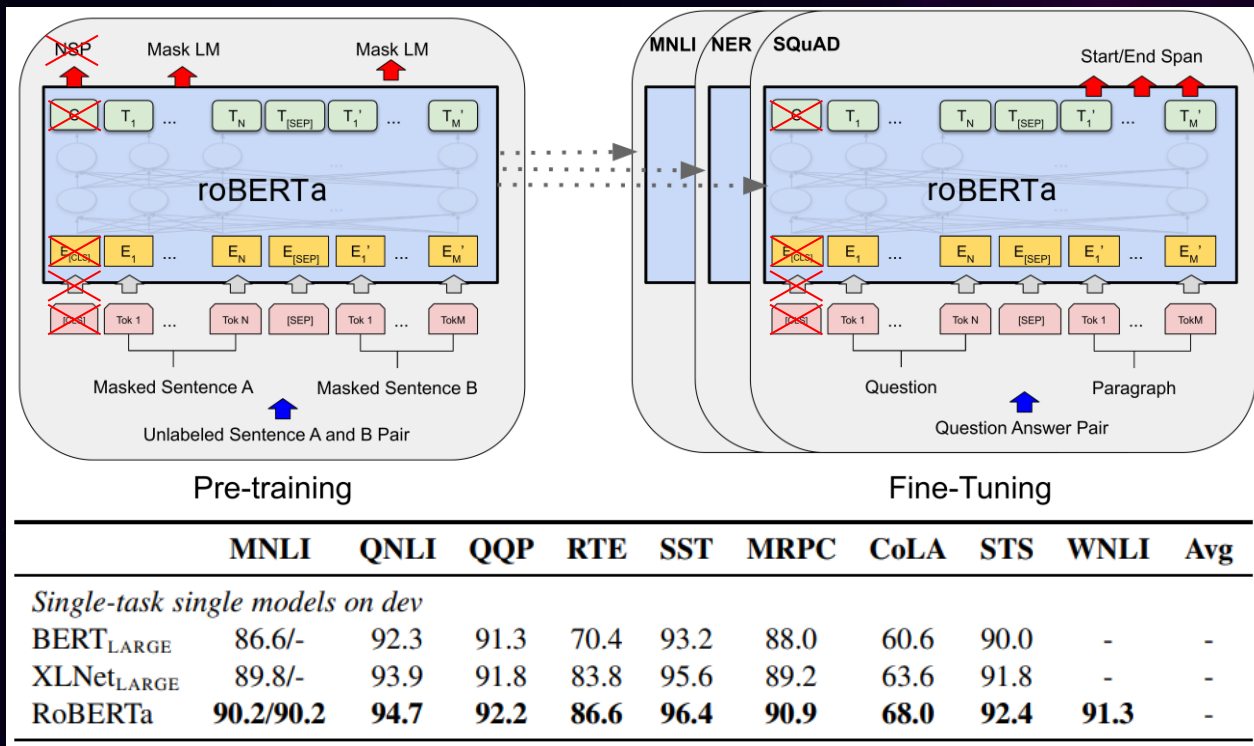 NSP Mask LM Mask LM
C T1 ... TN T[SEP] T1' ... TM'
...
roBERTa
...
E[CLS] E1 ... EN E[SEP] E1' ... EM'
[CLS] Tok 1 ... Tok N [SEP] Tok 1 ... TokM
Masked Sentence A Masked Sentence B
Unlabeled Sentence A and B Pair
Pre-training
MNLI NER SQuAD
Start/End Span
C T1 ... TN T[SEP] T1' ... TM'
...
roBERTa
...
E[CLS] E1 ... EN E[SEP] E1' ... EM'
[CLS] Tok 1 ... Tok N [SEP] Tok 1 ... TokM
Question Paragraph
Question Answer Pair
Fine-Tuning
MNLI QNLI QQP RTE SST MRPC CoLA STS WNLI Avg
Single-task single models on dev
BERTLARGE 86.6/- 92.3 91.3 70.4 93.2 88.0 60.6 90.0 - -
XLNetLARGE 89.8/- 93.9 91.8 83.8 95.6 89.2 63.6 91.8 - -
RoBERTa 90.2/90.2 94.7 92.2 86.6 96.4 90.9 68.0 92.4 91.3 -